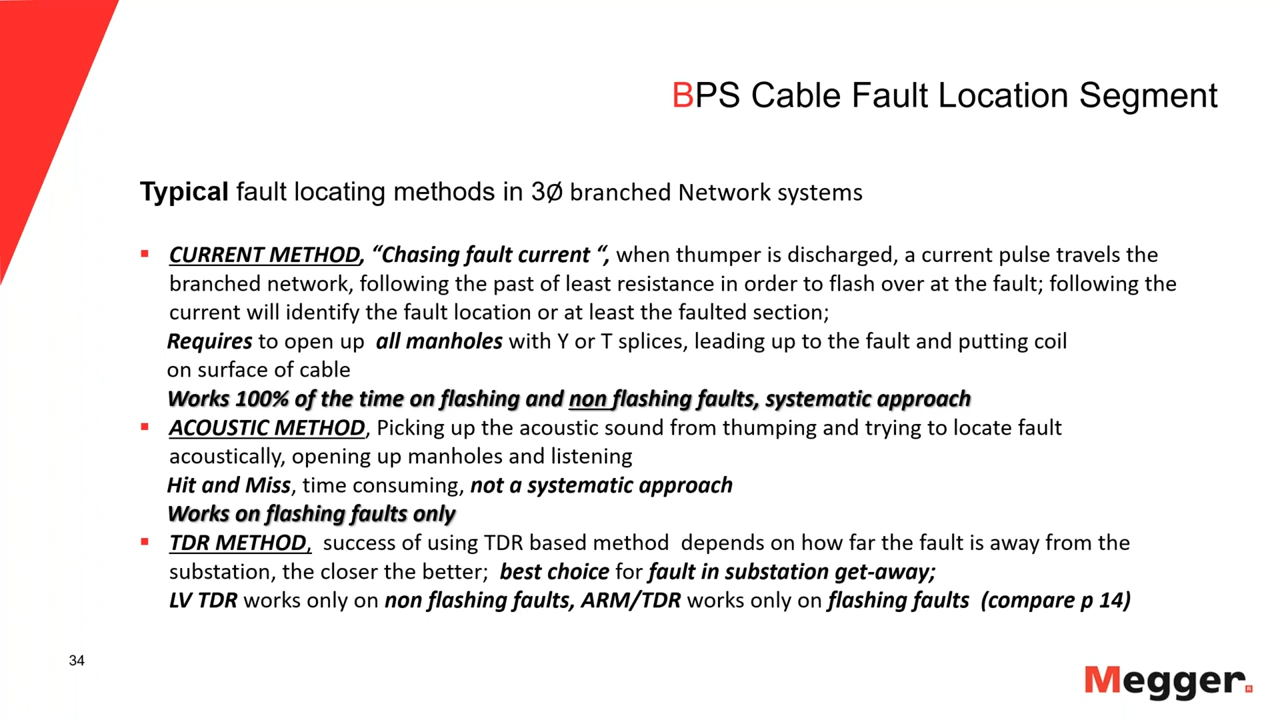 BPS Cable Fault Location Segment
Typical fault locating methods in 3Ø branched Network systems
▪ CURRENT METHOD, “Chasing fault current “, when thumper is discharged, a current pulse travels the
branched network, following the past of least resistance in order to flash over at the fault; following the
current will identify the fault location or at least the faulted section;
Requires to open up all manholes with Y or T splices, leading up to the fault and putting coil
on surface of cable
Works 100% of the time on flashing and non flashing faults, systematic approach
▪ ACOUSTIC METHOD, Picking up the acoustic sound from thumping and trying to locate fault
acoustically, opening up manholes and listening
Hit and Miss, time consuming, not a systematic approach
Works on flashing faults only
▪ TDR METHOD, success of using TDR based method depends on how far the fault is away from the
substation, the closer the better; best choice for fault in substation get-away;
LV TDR works only on non flashing faults, ARM/TDR works only on flashing faults (compare p 14)
34
Megger®